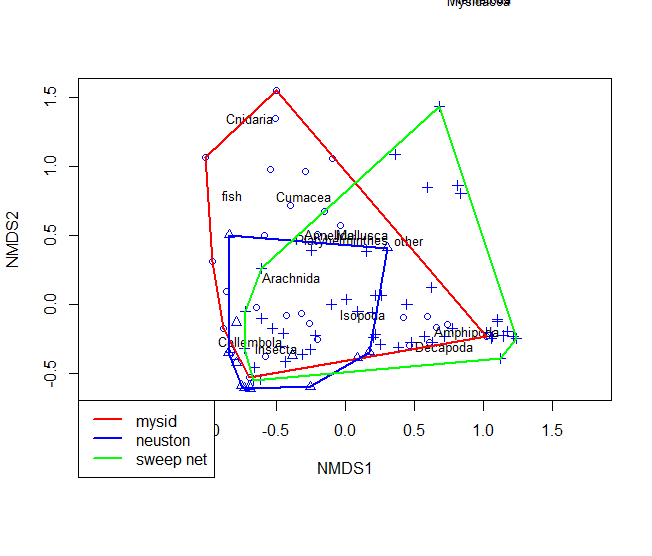 Mysidacea
1.5
Cnidaria
1.0
fish
Cumacea
NMDS2
0.5
Annelida
Mollusca
Platyhelminthes
other
Arachnida
0.0
Isopoda
Amphipoda
Collembola
Insecta
Decapoda
-0.5
-0.5 0.0 0.5 1.0 1.5
mysid
neuston
sweep net
NMDS1